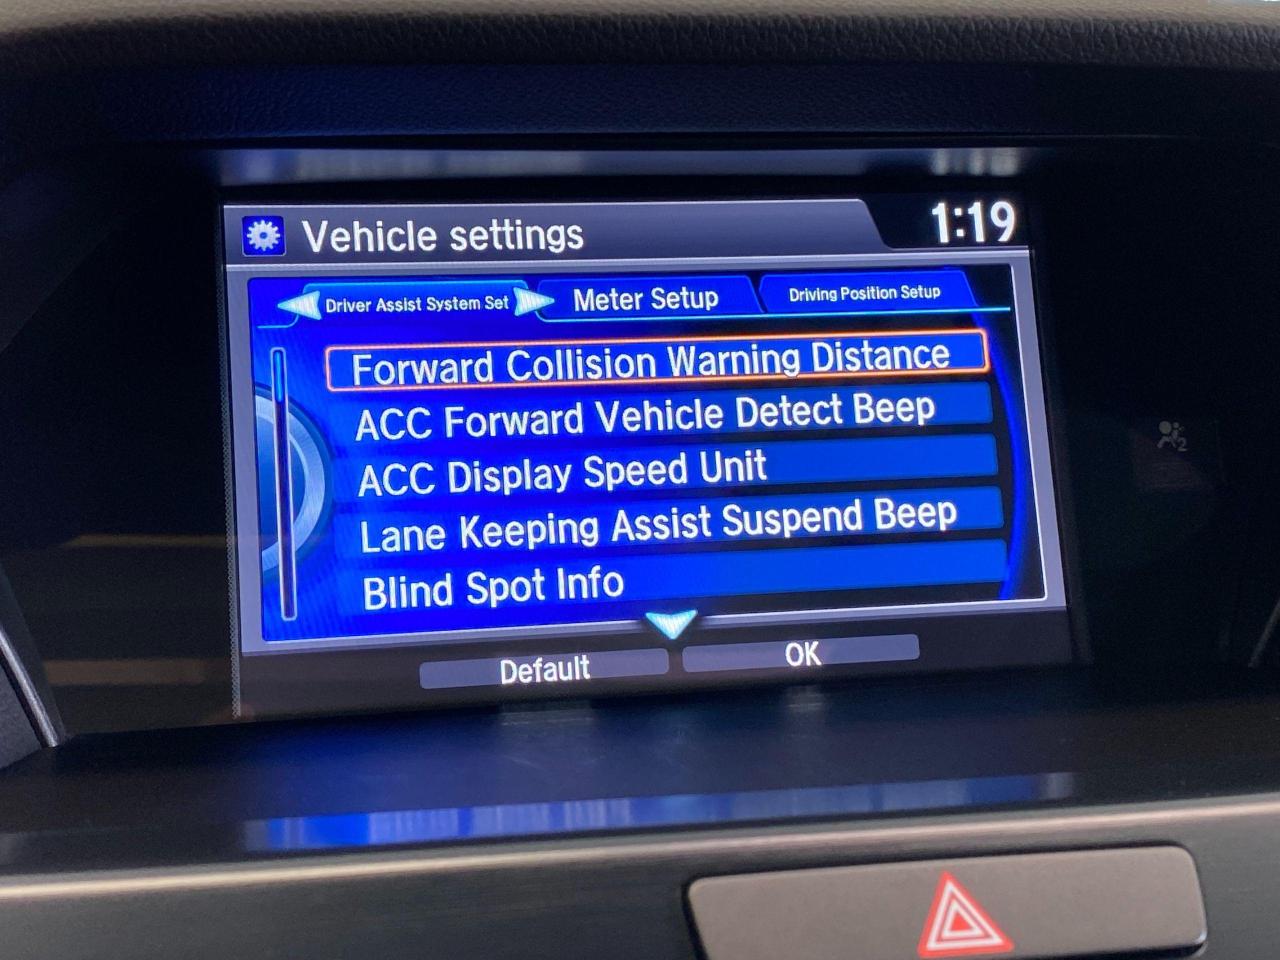 Vehicle settings
1:19
Driver Assist System Set
Meter Setup
Driving Position Setup
Forward Collision Warning Distance
ACC Forward Vehicle Detect Beep
ACC Display Speed Unit
Lane Keeping Assist Suspend Beep
Blind Spot Info
Default
OK
2